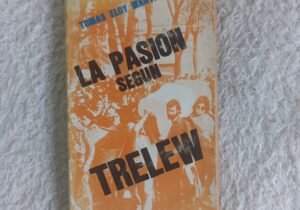 TOMAS ELOY
LA PASION
SEGUN
TRELEW